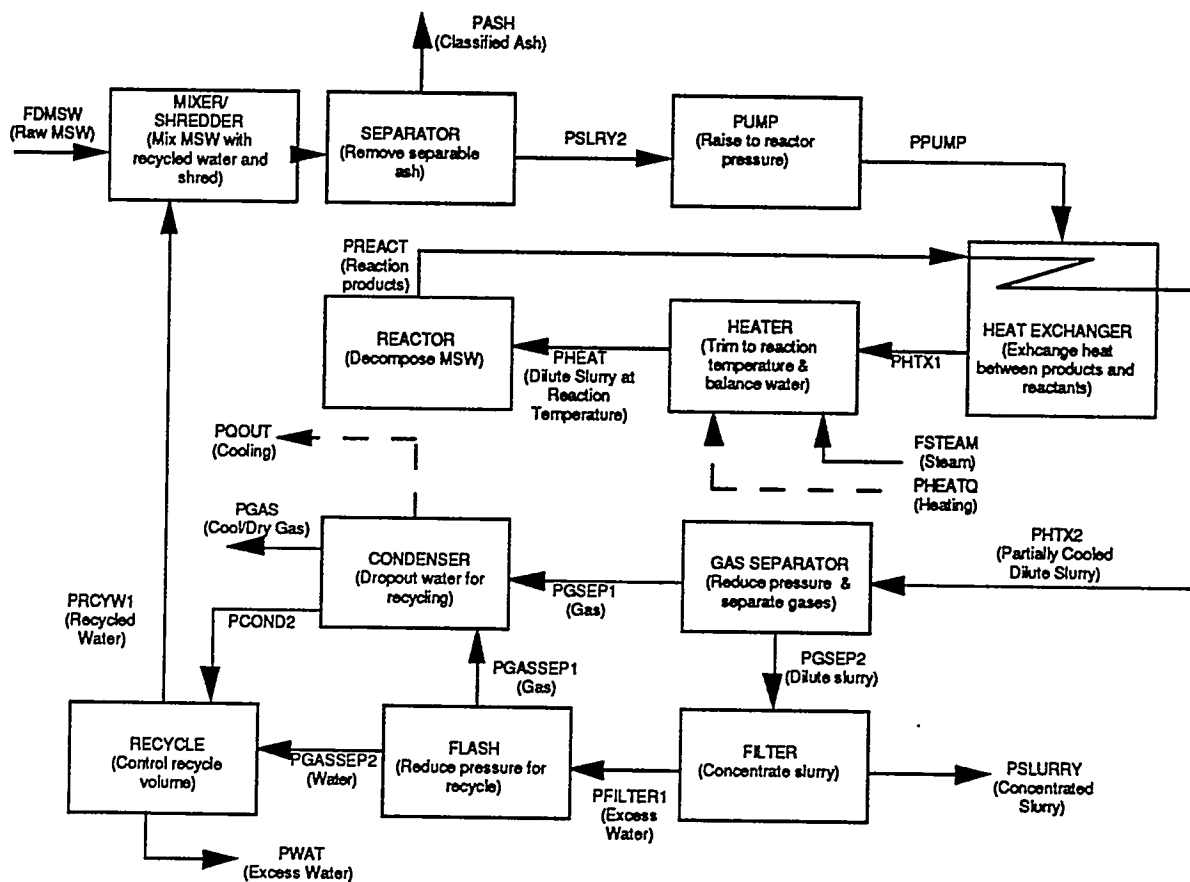 PASH
(Classified Ash)
FDMSW
(Raw MSW)
MIXER/
SHREDDER
(Mix MSW with
recycled water and
shred)
SEPARATOR
(Remove separable
ash)
PSLRY2
PUMP
(Raise to reactor
pressure)
PPUMP
PREACT
(Reaction
products)
REACTOR
(Decompose MSW)
PHEAT
(Dilute Slurry at
Reaction
Temperature)
HEATER
(Trim to reaction
temperature &
balance water)
PHTX1
HEAT EXCHANGER
(Exhcange heat
between products and
reactants)
FSTEAM
(Steam)
PHEATQ
(Heating)
PQOUT
(Cooling)
PGAS
(Cool/Dry Gas)
CONDENSER
(Dropout water for
recycling)
PGSEP1
(Gas)
GAS SEPARATOR
(Reduce pressure &
separate gases)
PHTX2
(Partially Cooled
Dilute Slurry)
PRCYW1
(Recycled
Water)
PCOND2
PGASSEP1
(Gas)
PGSEP2
(Dilute slurry)
RECYCLE
(Control recycle
volume)
PGASSEP2
(Water)
FLASH
(Reduce pressure for
recycle)
PFILTER1
(Excess
Water)
FILTER
(Concentrate slurry)
PSLURRY
(Concentrated
Slurry)
PWAT
(Excess Water)